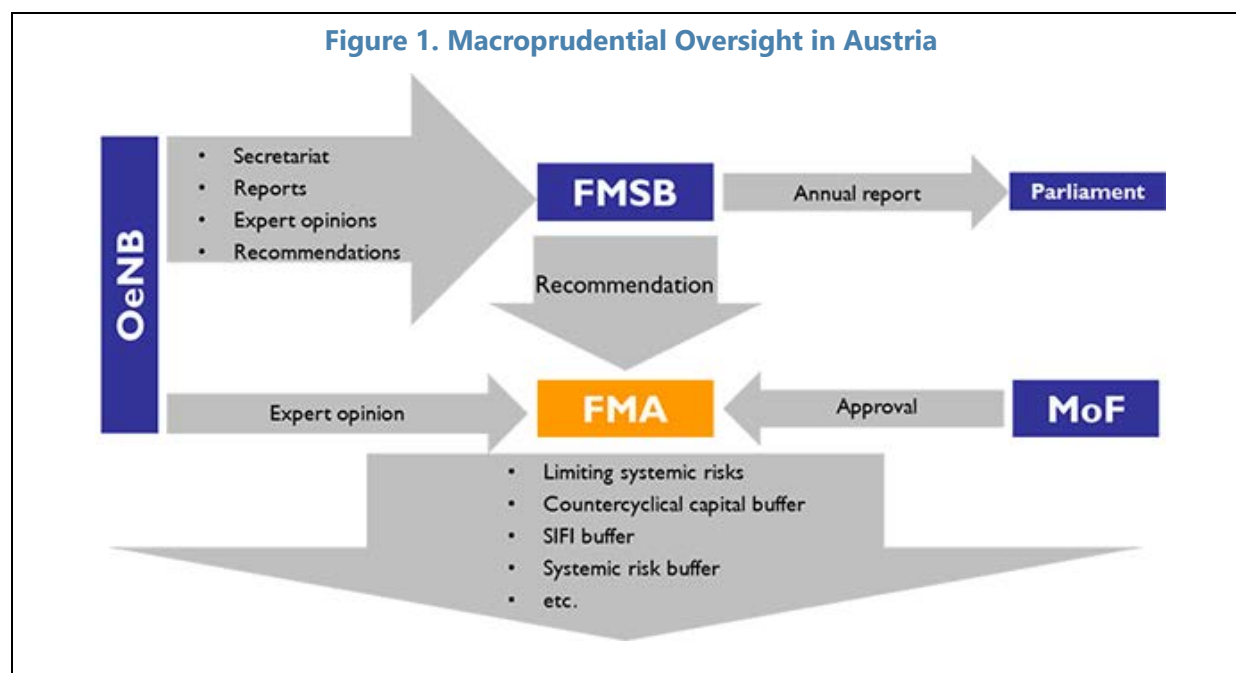 Figure 1. Macroprudential Oversight in Austria
OeNB
• Secretariat
• Reports
• Expert opinions
• Recommendations
FMSB
Annual report
Parliament
Recommendation
Expert opinion
FMA
Approval
MoF
• Limiting systemic risks
• Countercyclical capital buffer
• SIFI buffer
• Systemic risk buffer
• etc.